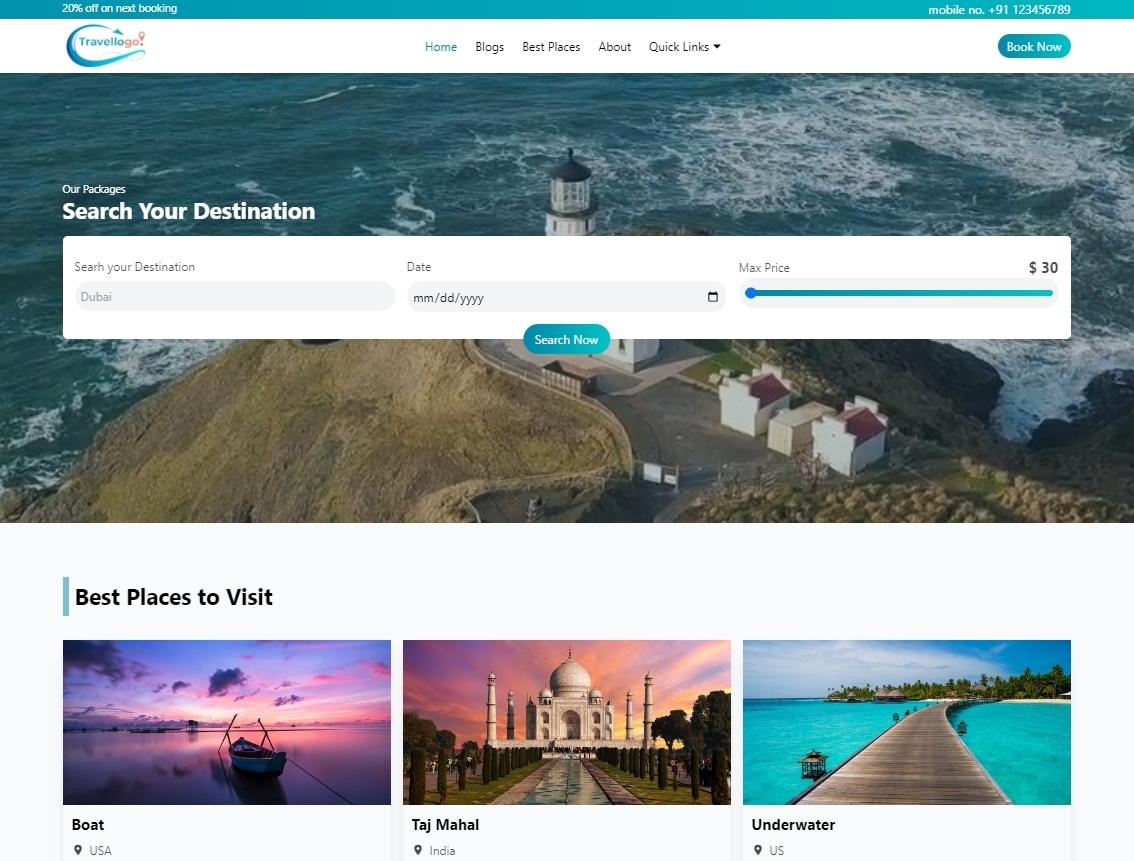 20% off on next booking
mobile no. +91 123456789
Travellogo!
Home
Blogs
Best Places
About
Quick Links
Book Now
Our Packages
Search Your Destination
Searh your Destination
Date
Max Price
$ 30
Dubai
mm/dd/yyyy
Search Now
Best Places to Visit
Boat
USA
Taj Mahal
India
Underwater
US